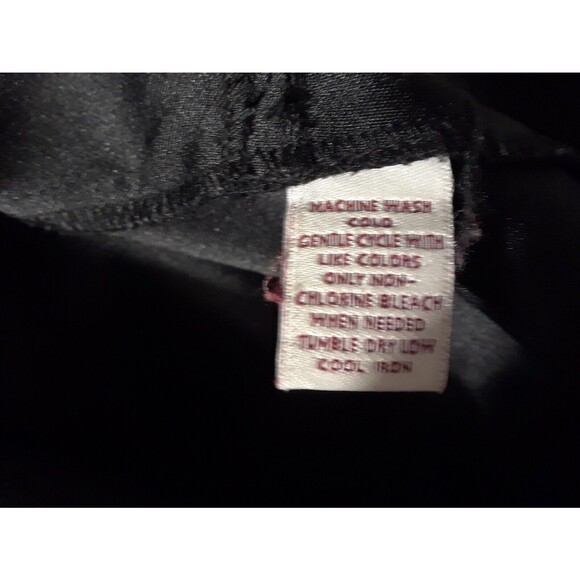 MACHINE WASH
COLD
GENTLE CYCLE WITH
LIKE COLORS
ONLY NON-
CHLORINE BLEACH
WHEN NEEDED
TUMBLE DRY LOW
COOL IRON